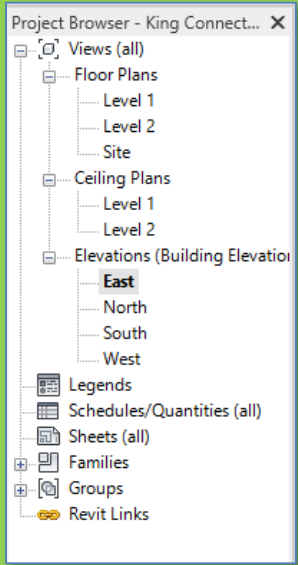 Project Browser - King Connect...
Views (all)
Floor Plans
Level 1
Level 2
Site
Ceiling Plans
Level 1
Level 2
Elevations (Building Elevation
East
North
South
West
Legends
Schedules/Quantities (all)
Sheets (all)
Families
Groups
Revit Links